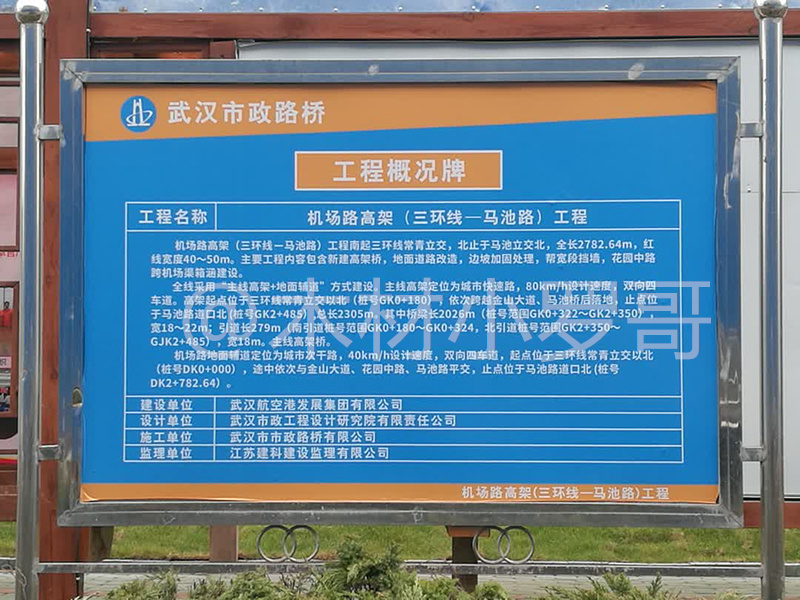 武汉市政路桥
工程概况牌
工程名称 机场路高架（三环线—马池路）工程
机场路高架（三环线—马池路）工程南起三环线常青立交，北止于马池立交北，全长2782.64m，红
线宽度40～50m。主要工程内容包含新建高架桥，地面道路改造，边坡加固处理，帮宽段挡墙，花园中路
跨机场渠箱涵建设。
全线采用“主线高架+地面辅道”方式建设。主线高架定位为城市快速路，80km/h设计速度，双向四
车道。高架起点位于三环线常青立交以北（桩号GK0+180），依次跨越金山大道、马池桥后落地，止点位
于马池路道口北(桩号GK2+485)，总长2305m，其中桥梁长2026m（桩号范围GK0+322～GK2+350），
宽18～22m；引道长279m（南引道桩号范围GK0+180～GK0+324，北引道桩号范围GK2+350～
GJK2+485），宽18m。主线高架桥。
机场路地面辅道定位为城市次干路，40km/h设计速度，双向四车道，起点位于三环线常青立交以北
（桩号DK0+000），途中依次与金山大道、花园中路、马池路平交，止点位于马池路道口北(桩号
DK2+782.64)。
建设单位 武汉航空港发展集团有限公司
设计单位 武汉市政工程设计研究院有限责任公司
施工单位 武汉市市政路桥有限公司
监理单位 江苏建科建设监理有限公司
机场路高架(三环线—马池路)工程